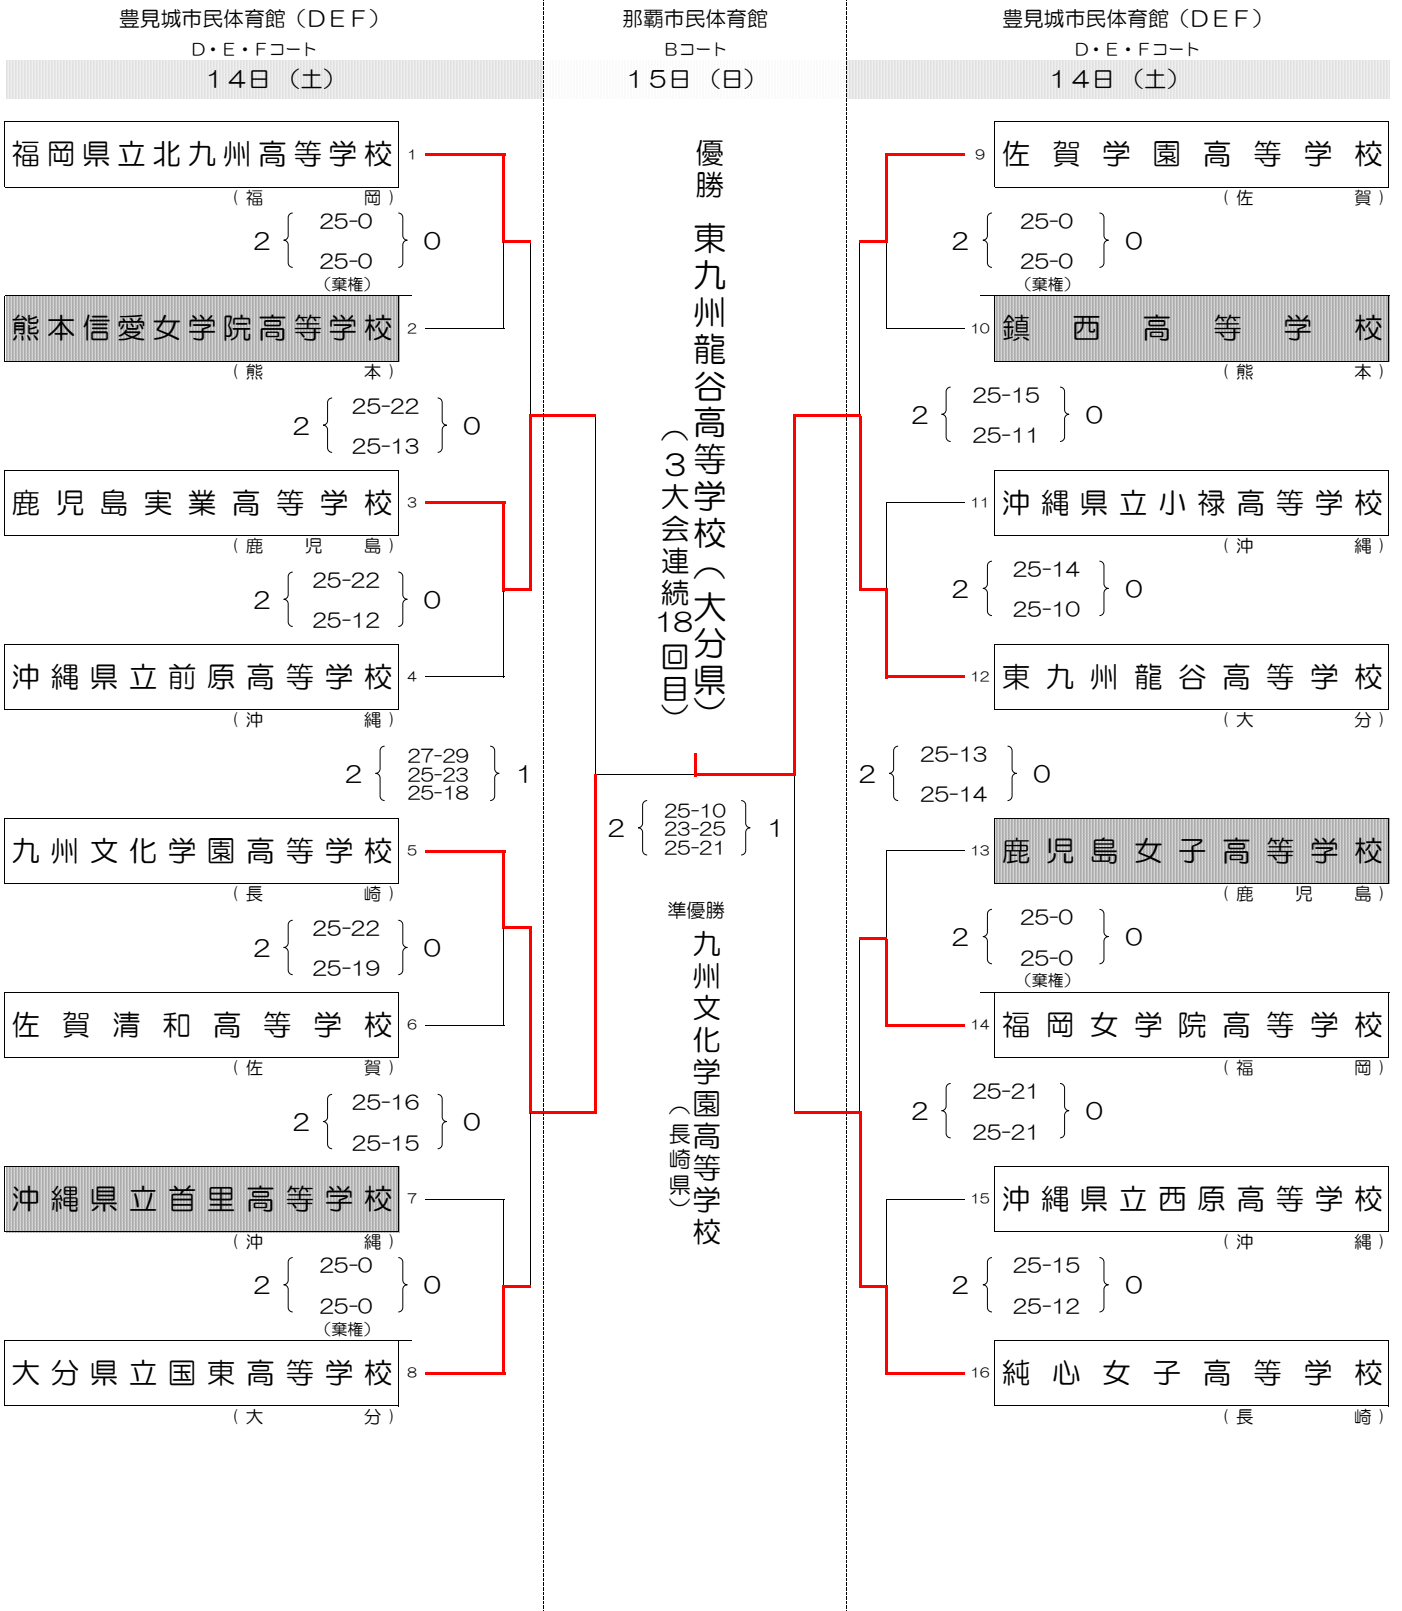 豊見城市民体育館（ＤＥＦ）
Ｄ・Ｅ・Ｆコート
１４日 （土）
那覇市民体育館
Ｂコート
１５日 （日）
豊見城市民体育館（ＤＥＦ）
Ｄ・Ｅ・Ｆコート
１４日 （土）
福岡県立北九州高等学校 1
（福岡）
2 { 25-0 } 0
25-0
（棄権）
熊本信愛女学院高等学校 2
（熊本）
2 { 25-22 } 0
25-13
鹿児島実業高等学校 3
（鹿児島）
2 { 25-22 } 0
25-12
沖縄県立前原高等学校 4
（沖縄）
2 { 27-29 } 1
25-23
25-18
九州文化学園高等学校 5
（長崎）
2 { 25-22 } 0
25-19
佐賀清和高等学校 6
（佐賀）
2 { 25-16 } 0
25-15
沖縄県立首里高等学校 7
（沖縄）
2 { 25-0 } 0
25-0
（棄権）
大分県立国東高等学校 8
（大分）
優勝 東九州龍谷高等学校（大分県）
（３大会連続18回目）
2 { 25-10 } 1
23-25
25-21
準優勝
九州文化学園高等学校
（長崎県）
9 佐賀学園高等学校
（佐賀）
2 { 25-0 } 0
25-0
（棄権）
10 鎮西高等学校
（熊本）
2 { 25-15 } 0
25-11
11 沖縄県立小禄高等学校
（沖縄）
2 { 25-14 } 0
25-10
12 東九州龍谷高等学校
（大分）
2 { 25-13 } 0
25-14
13 鹿児島女子高等学校
（鹿児島）
2 { 25-0 } 0
25-0
（棄権）
14 福岡女学院高等学校
（福岡）
2 { 25-21 } 0
25-21
15 沖縄県立西原高等学校
（沖縄）
2 { 25-15 } 0
25-12
16 純心女子高等学校
（長崎）